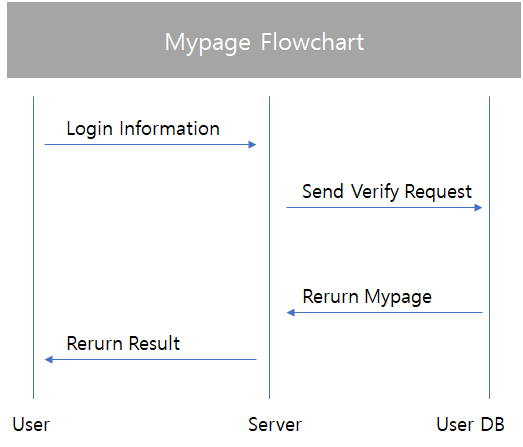 Mypage Flowchart
Login Information
Send Verify Request
Rerurn Mypage
Rerurn Result
User
Server
User DB